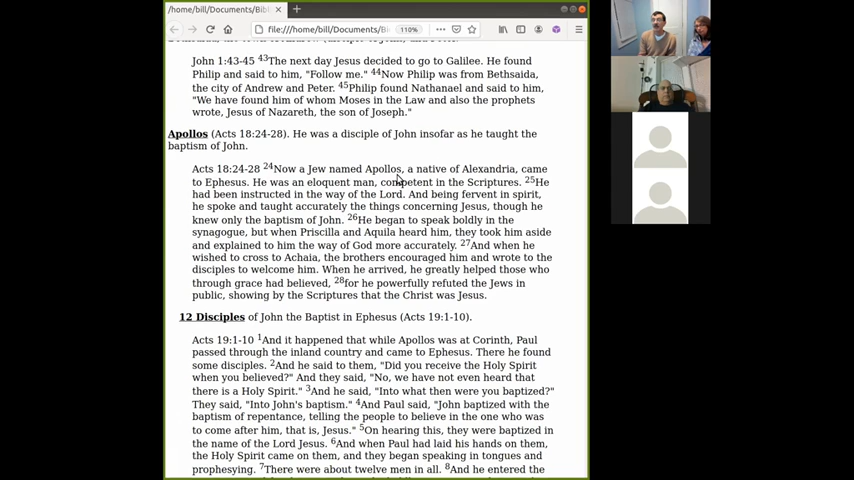 /home/bill/Documents/Bibl
file:///home/bill/Documents/Bi
110%
John 1:43-45 43The next day Jesus decided to go to Galilee. He found
Philip and said to him, "Follow me." 44Now Philip was from Bethsaida,
the city of Andrew and Peter. 45Philip found Nathanael and said to him,
"We have found him of whom Moses in the Law and also the prophets
wrote, Jesus of Nazareth, the son of Joseph."
Apollos (Acts 18:24-28). He was a disciple of John insofar as he taught the
baptism of John.
Acts 18:24-28 24Now a Jew named Apollos, a native of Alexandria, came
to Ephesus. He was an eloquent man, competent in the Scriptures. 25He
had been instructed in the way of the Lord. And being fervent in spirit,
he spoke and taught accurately the things concerning Jesus, though he
knew only the baptism of John. 26He began to speak boldly in the
synagogue, but when Priscilla and Aquila heard him, they took him aside
and explained to him the way of God more accurately. 27And when he
wished to cross to Achaia, the brothers encouraged him and wrote to the
disciples to welcome him. When he arrived, he greatly helped those who
through grace had believed, 28for he powerfully refuted the Jews in
public, showing by the Scriptures that the Christ was Jesus.
12 Disciples of John the Baptist in Ephesus (Acts 19:1-10).
Acts 19:1-10 1And it happened that while Apollos was at Corinth, Paul
passed through the inland country and came to Ephesus. There he found
some disciples. 2And he said to them, "Did you receive the Holy Spirit
when you believed?" And they said, "No, we have not even heard that
there is a Holy Spirit." 3And he said, "Into what then were you baptized?"
They said, "Into John's baptism." 4And Paul said, "John baptized with the
baptism of repentance, telling the people to believe in the one who was
to come after him, that is, Jesus." 5On hearing this, they were baptized in
the name of the Lord Jesus. 6And when Paul had laid his hands on them,
the Holy Spirit came on them, and they began speaking in tongues and
prophesying. 7There were about twelve men in all. 8And he entered the